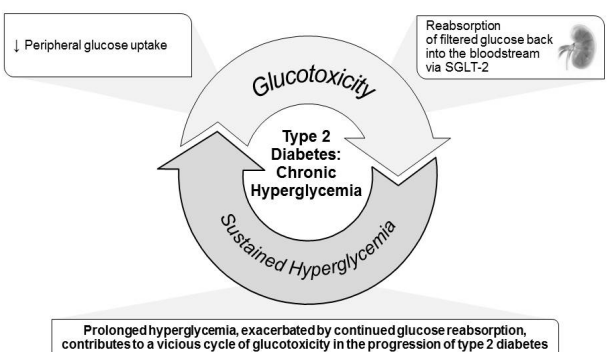 ↓ Peripheral glucose uptake
Reabsorption
of filtered glucose back
into the bloodstream
via SGLT-2
Glucotoxicity
Type 2
Diabetes:
Chronic
Hyperglycemia
Sustained Hyperglycemia
Prolonged hyperglycemia, exacerbated by continued glucose reabsorption,
contributes to a vicious cycle of glucotoxicity in the progression of type 2 diabetes